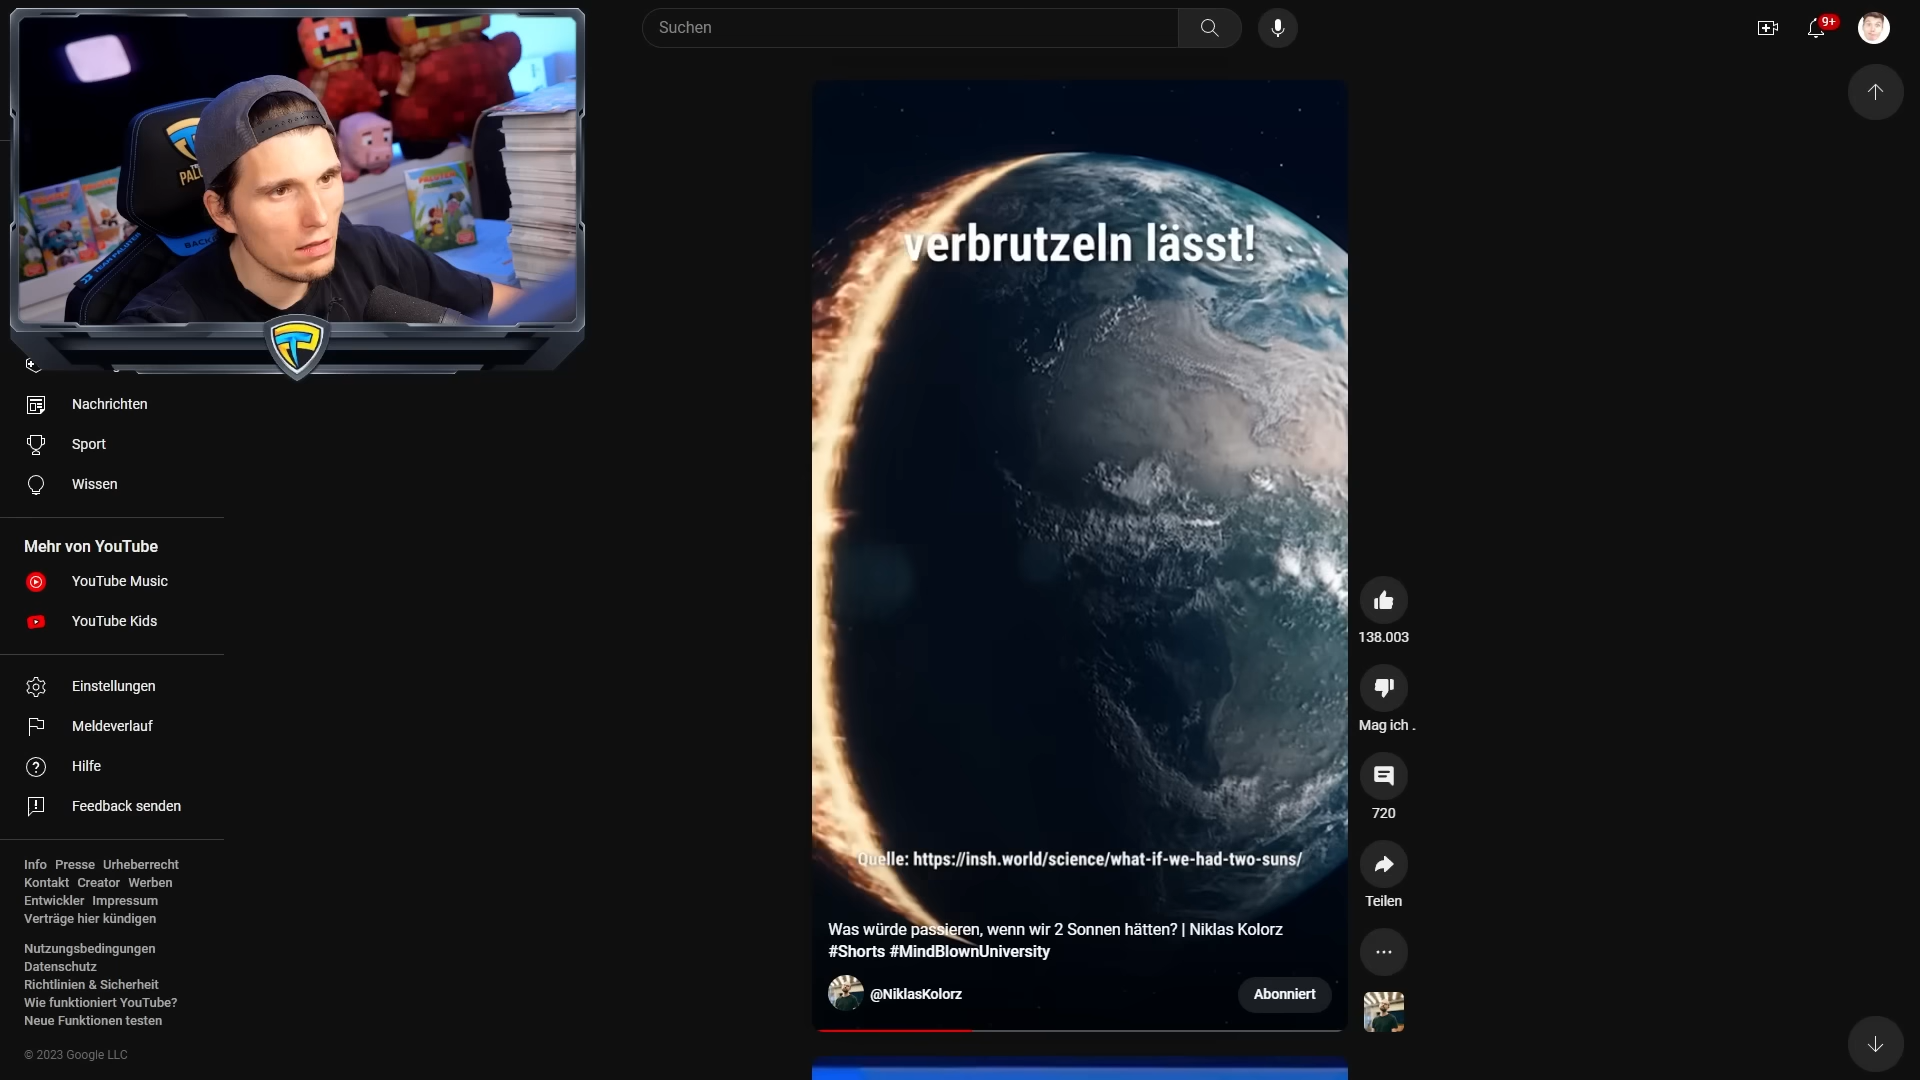 Suchen
9+
verbrutzeln lässt!
Nachrichten
Sport
Wissen
Mehr von YouTube
YouTube Music
YouTube Kids
Einstellungen
Meldeverlauf
Hilfe
Feedback senden
Info Presse Urheberrecht
Kontakt Creator Werben
Entwickler Impressum
Verträge hier kündigen
Nutzungsbedingungen
Datenschutz
Richtlinien & Sicherheit
Wie funktioniert YouTube?
Neue Funktionen testen
© 2023 Google LLC
Quelle: https://insh.world/science/what-if-we-had-two-suns/
Was würde passieren, wenn wir 2 Sonnen hätten? | Niklas Kolorz
#Shorts #MindBlownUniversity
@NiklasKolorz
Abonniert
138.003
Mag ich .
720
Teilen